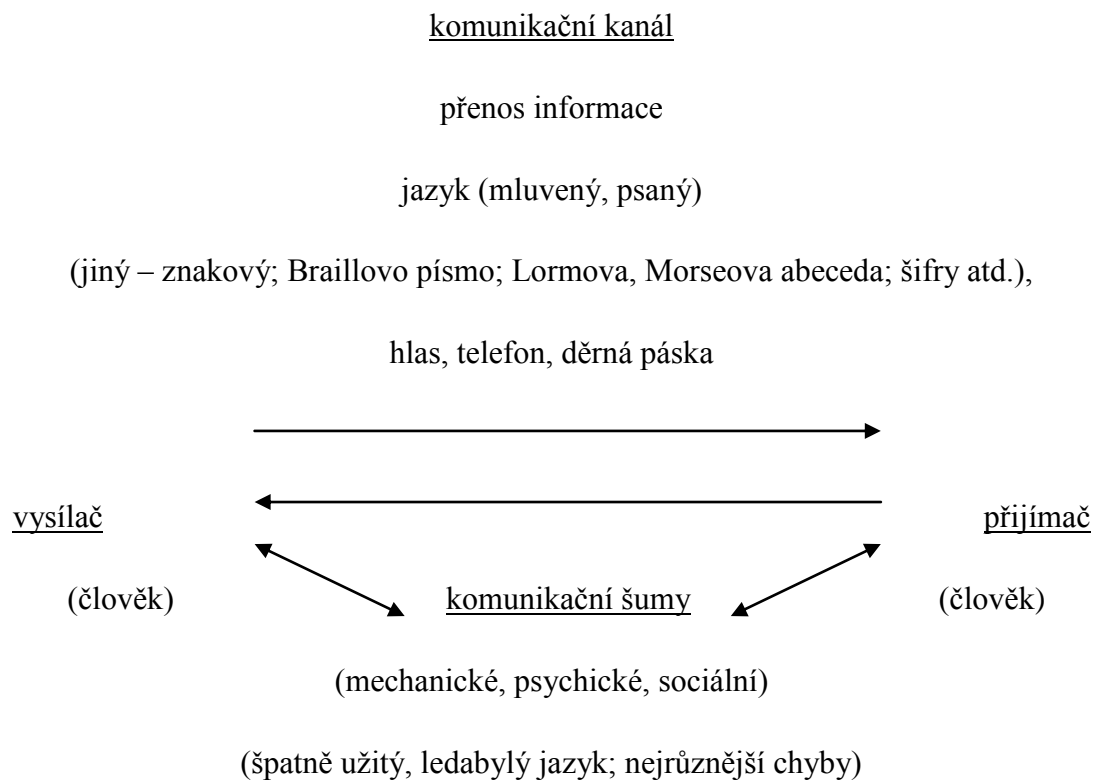 komunikační kanál
přenos informace
jazyk (mluvený, psaný)
(jiný – znakový; Braillovo písmo; Lormova, Morseova abeceda; šifry atd.),
hlas, telefon, děrná páska
vysílač přijímač
(člověk) komunikační šumy (člověk)
(mechanické, psychické, sociální)
(špatně užitý, ledabylý jazyk; nejrůznější chyby)